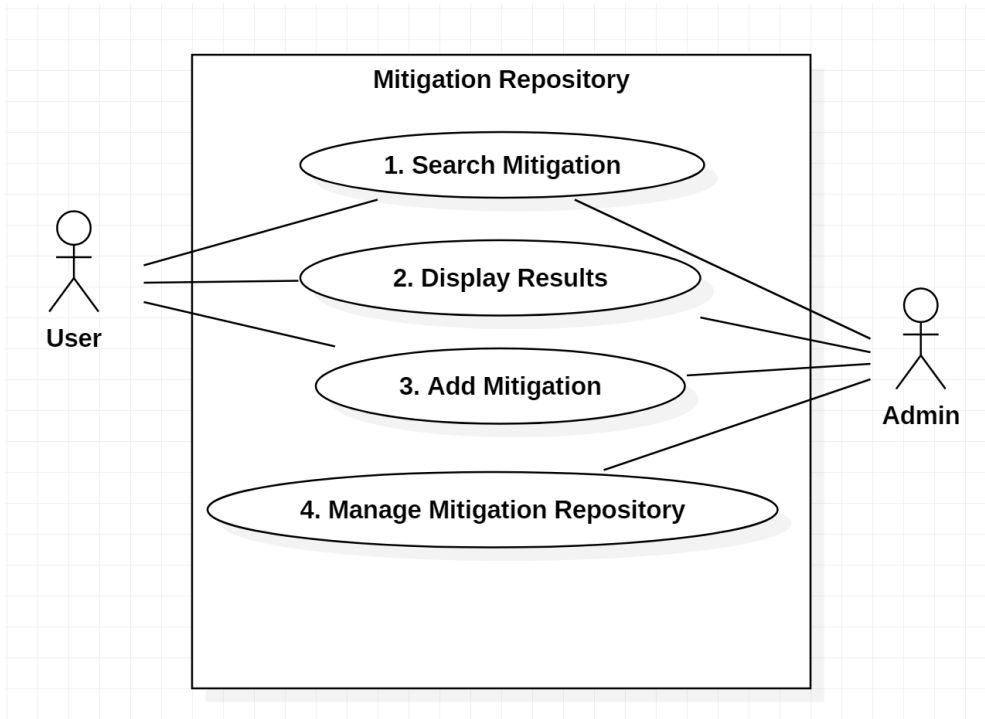 Mitigation Repository
1. Search Mitigation
2. Display Results
User
3. Add Mitigation
Admin
4. Manage Mitigation Repository